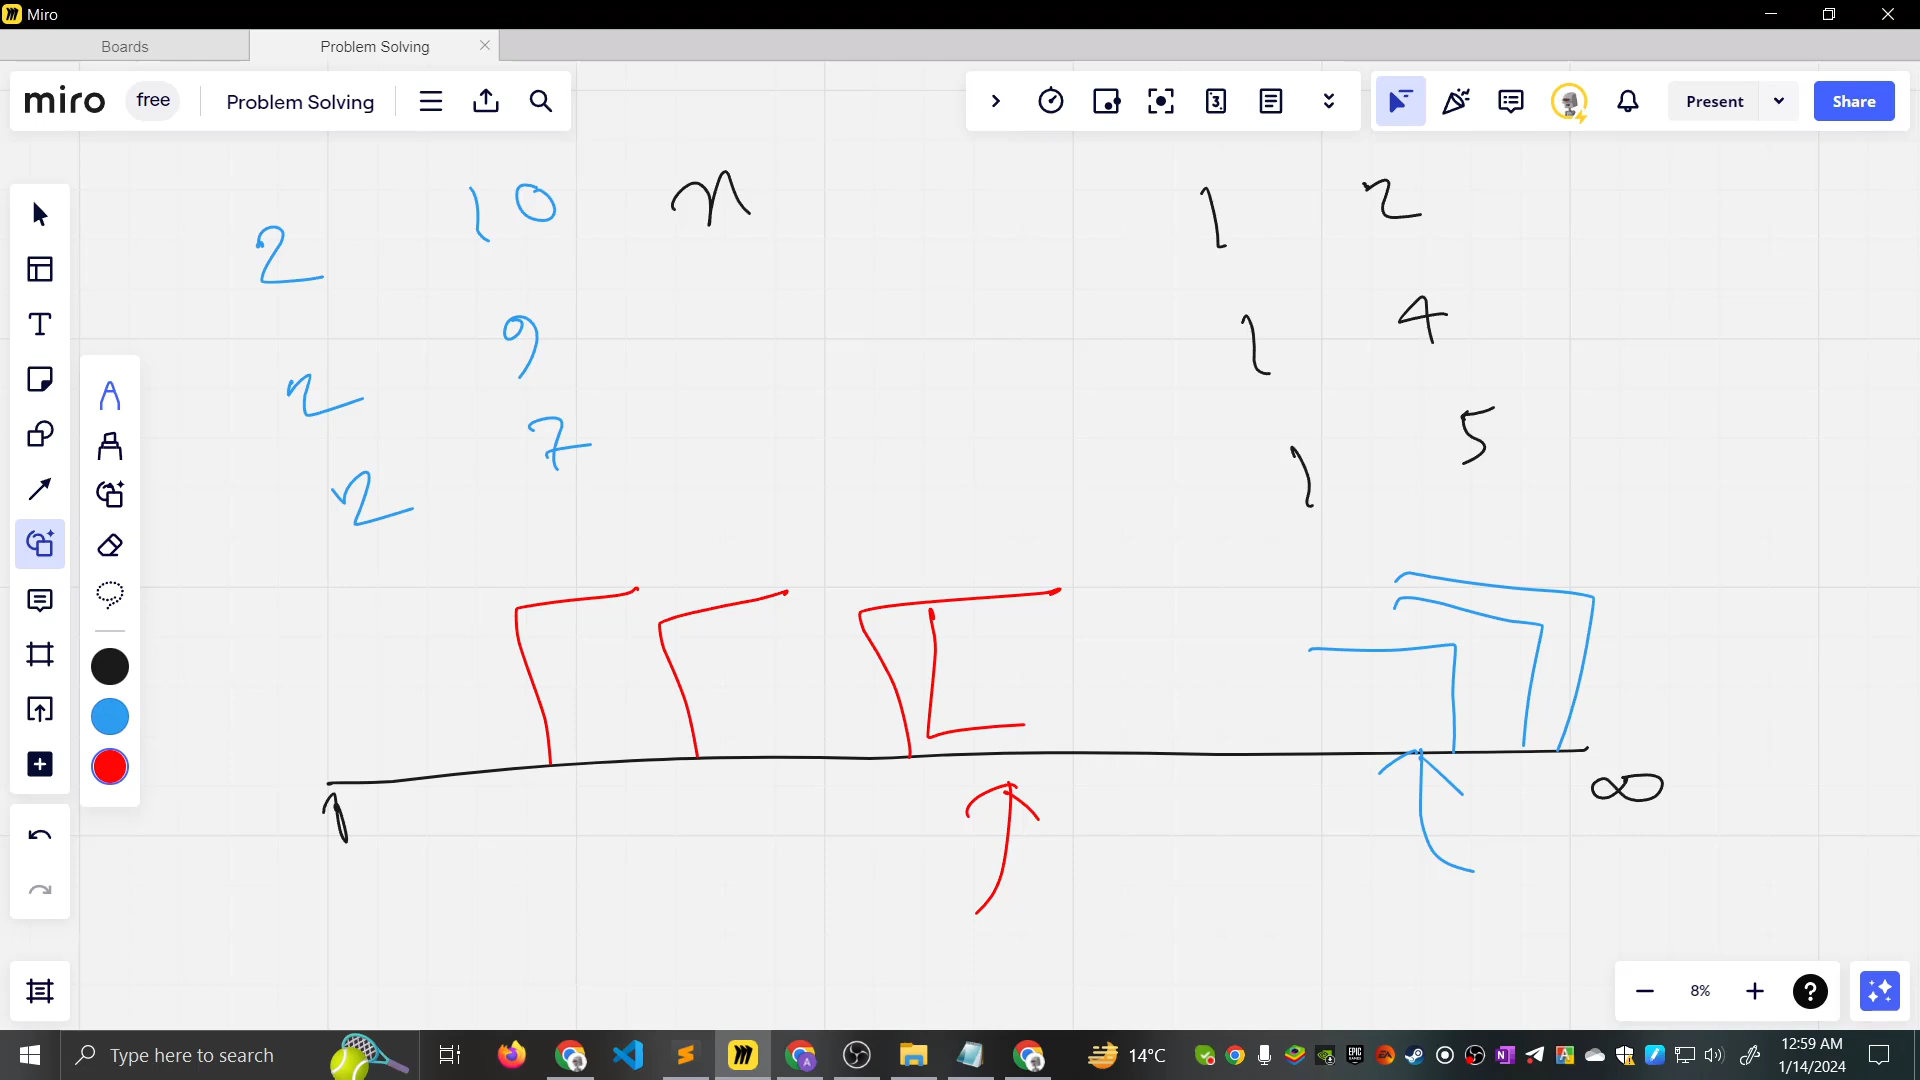 Miro
Boards
Problem Solving
miro
free
Problem Solving
Present
Share
10
n
1 2
2
9
1 4
2
7
1 5
2
∞
8%
Type here to search
14°C
12:59 AM
1/14/2024